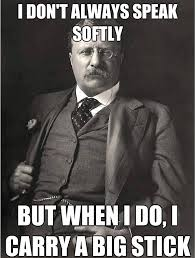 I DON'T ALWAYS SPEAK
SOFTLY
BUT WHEN I DO, I
CARRY A BIG STICK